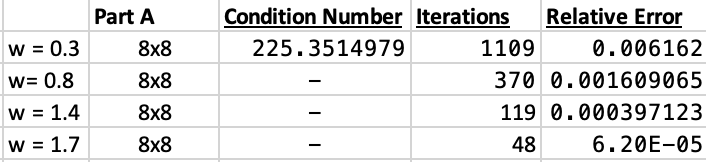 Part A Condition Number Iterations Relative Error
w = 0.3 8x8 225.3514979 1109 0.006162
w= 0.8 8x8 – 370 0.001609065
w = 1.4 8x8 – 119 0.000397123
w = 1.7 8x8 – 48 6.20E–05